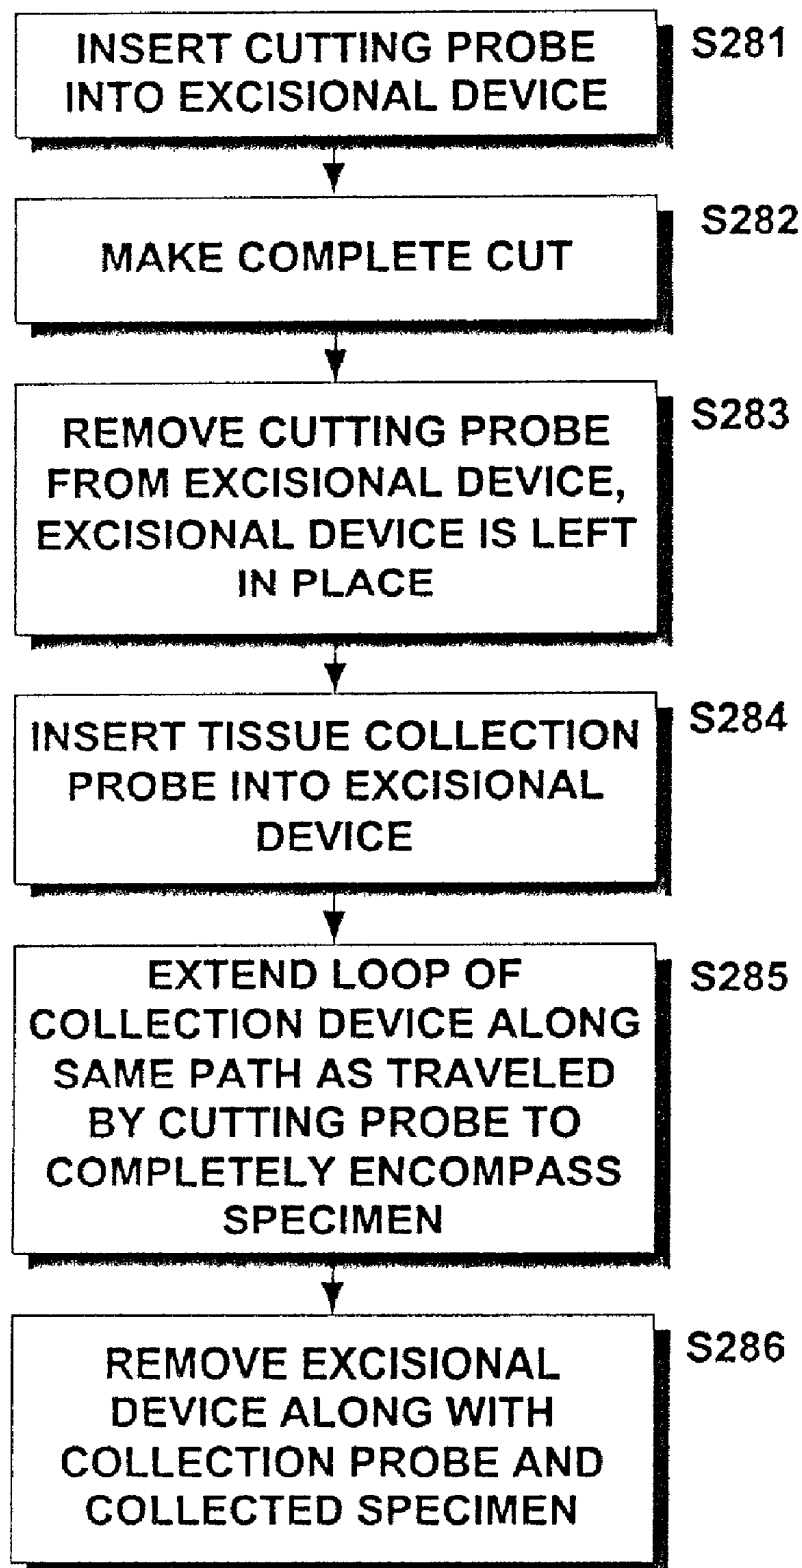 INSERT CUTTING PROBE
INTO EXCISIONAL DEVICE
S281
MAKE COMPLETE CUT
S282
REMOVE CUTTING PROBE
FROM EXCISIONAL DEVICE,
EXCISIONAL DEVICE IS LEFT
IN PLACE
S283
INSERT TISSUE COLLECTION
PROBE INTO EXCISIONAL
DEVICE
S284
EXTEND LOOP OF
COLLECTION DEVICE ALONG
SAME PATH AS TRAVELED
BY CUTTING PROBE TO
COMPLETELY ENCOMPASS
SPECIMEN
S285
REMOVE EXCISIONAL
DEVICE ALONG WITH
COLLECTION PROBE AND
COLLECTED SPECIMEN
S286